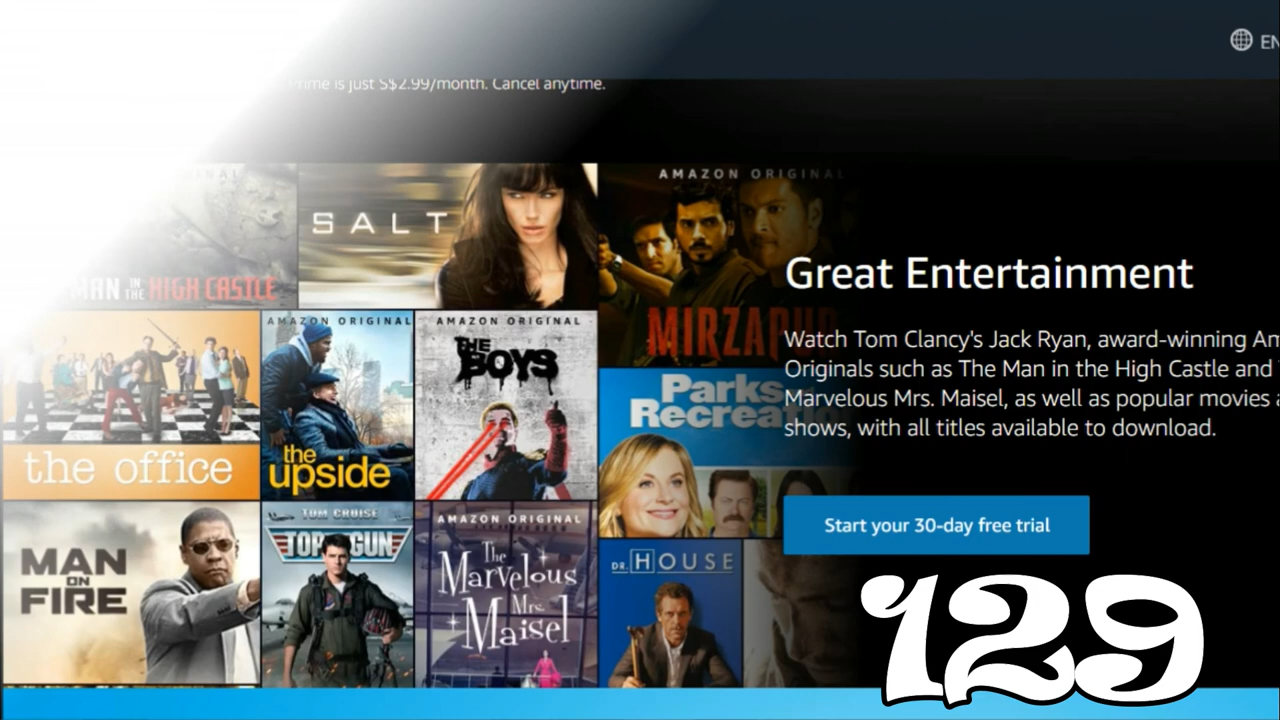 EN
me is just S$2.99/month. Cancel anytime.
AMAZON ORIGINAL
SALT
MAN IN THE HIGH CASTLE
MIRZAPUR
Great Entertainment
AMAZON ORIGINAL
AMAZON ORIGINAL
THE BOYS
Watch Tom Clancy's Jack Ryan, award-winning Am
Originals such as The Man in the High Castle and
Marvelous Mrs. Maisel, as well as popular movies a
shows, with all titles available to download.
Parks
Recreation
the office
the
upside
TOM CRUISE
TOP GUN
AMAZON ORIGINAL
Start your 30-day free trial
MAN
ON
FIRE
The
Marvelous
Mrs.
Maisel
DR. HOUSE
129